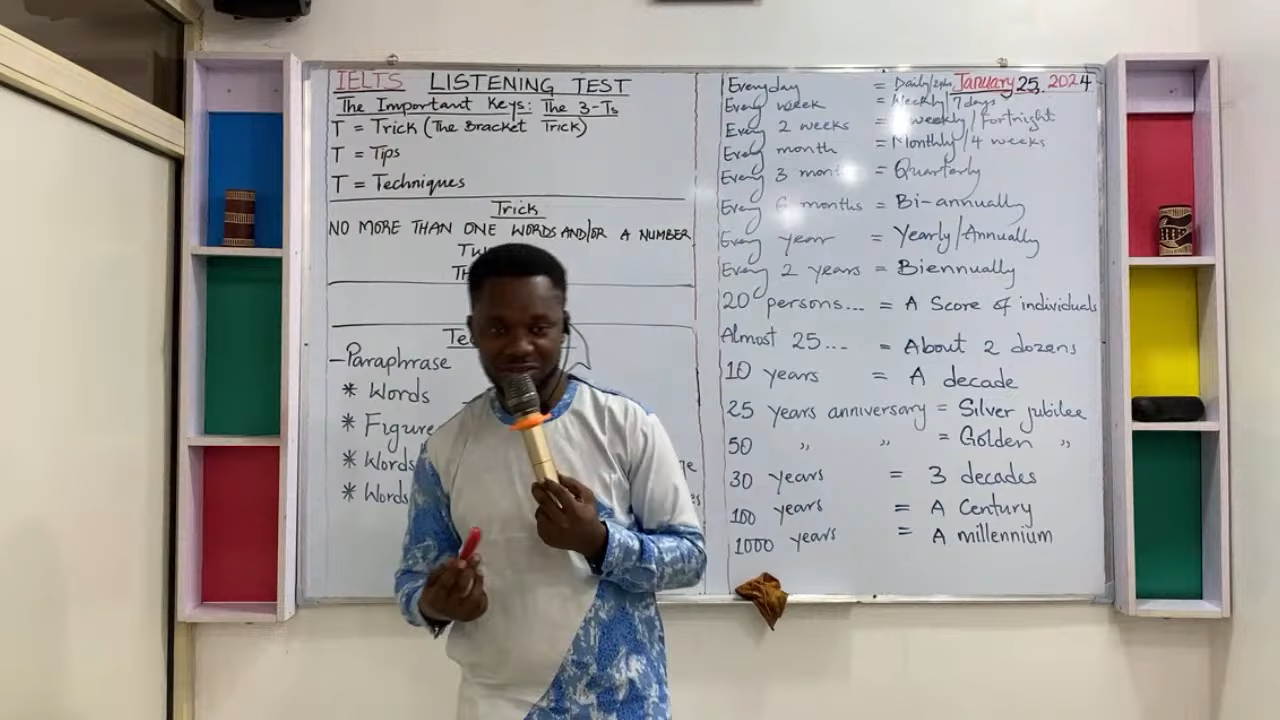 IELTS LISTENING TEST
The Important Keys: The 3-Ts
T = Trick (The Bracket Trick)
T = Tips
T = Techniques
Trick
NO MORE THAN ONE WORDS AND/OR A NUMBER
-Paraphrase
* Words
* Figure
* Words
* Words
January 25, 2024
Everyday = Daily/
Every week = Weekly/7days
Every 2 weeks = weekly/Fortnight
Every month = Monthly/4 weeks
Every 3 = Quarterly
Every 6 months = Bi-annually
Every year = Yearly/Annually
Every 2 years = Biennually
20 persons... = A Score of individuals
Almost 25.... = About 2 dozens
10 years = A decade
25 years anniversary = Silver jubilee
50 ,, ,, = Golden ,,
30 years = 3 decades
100 years = A Century
1000 years = A millennium